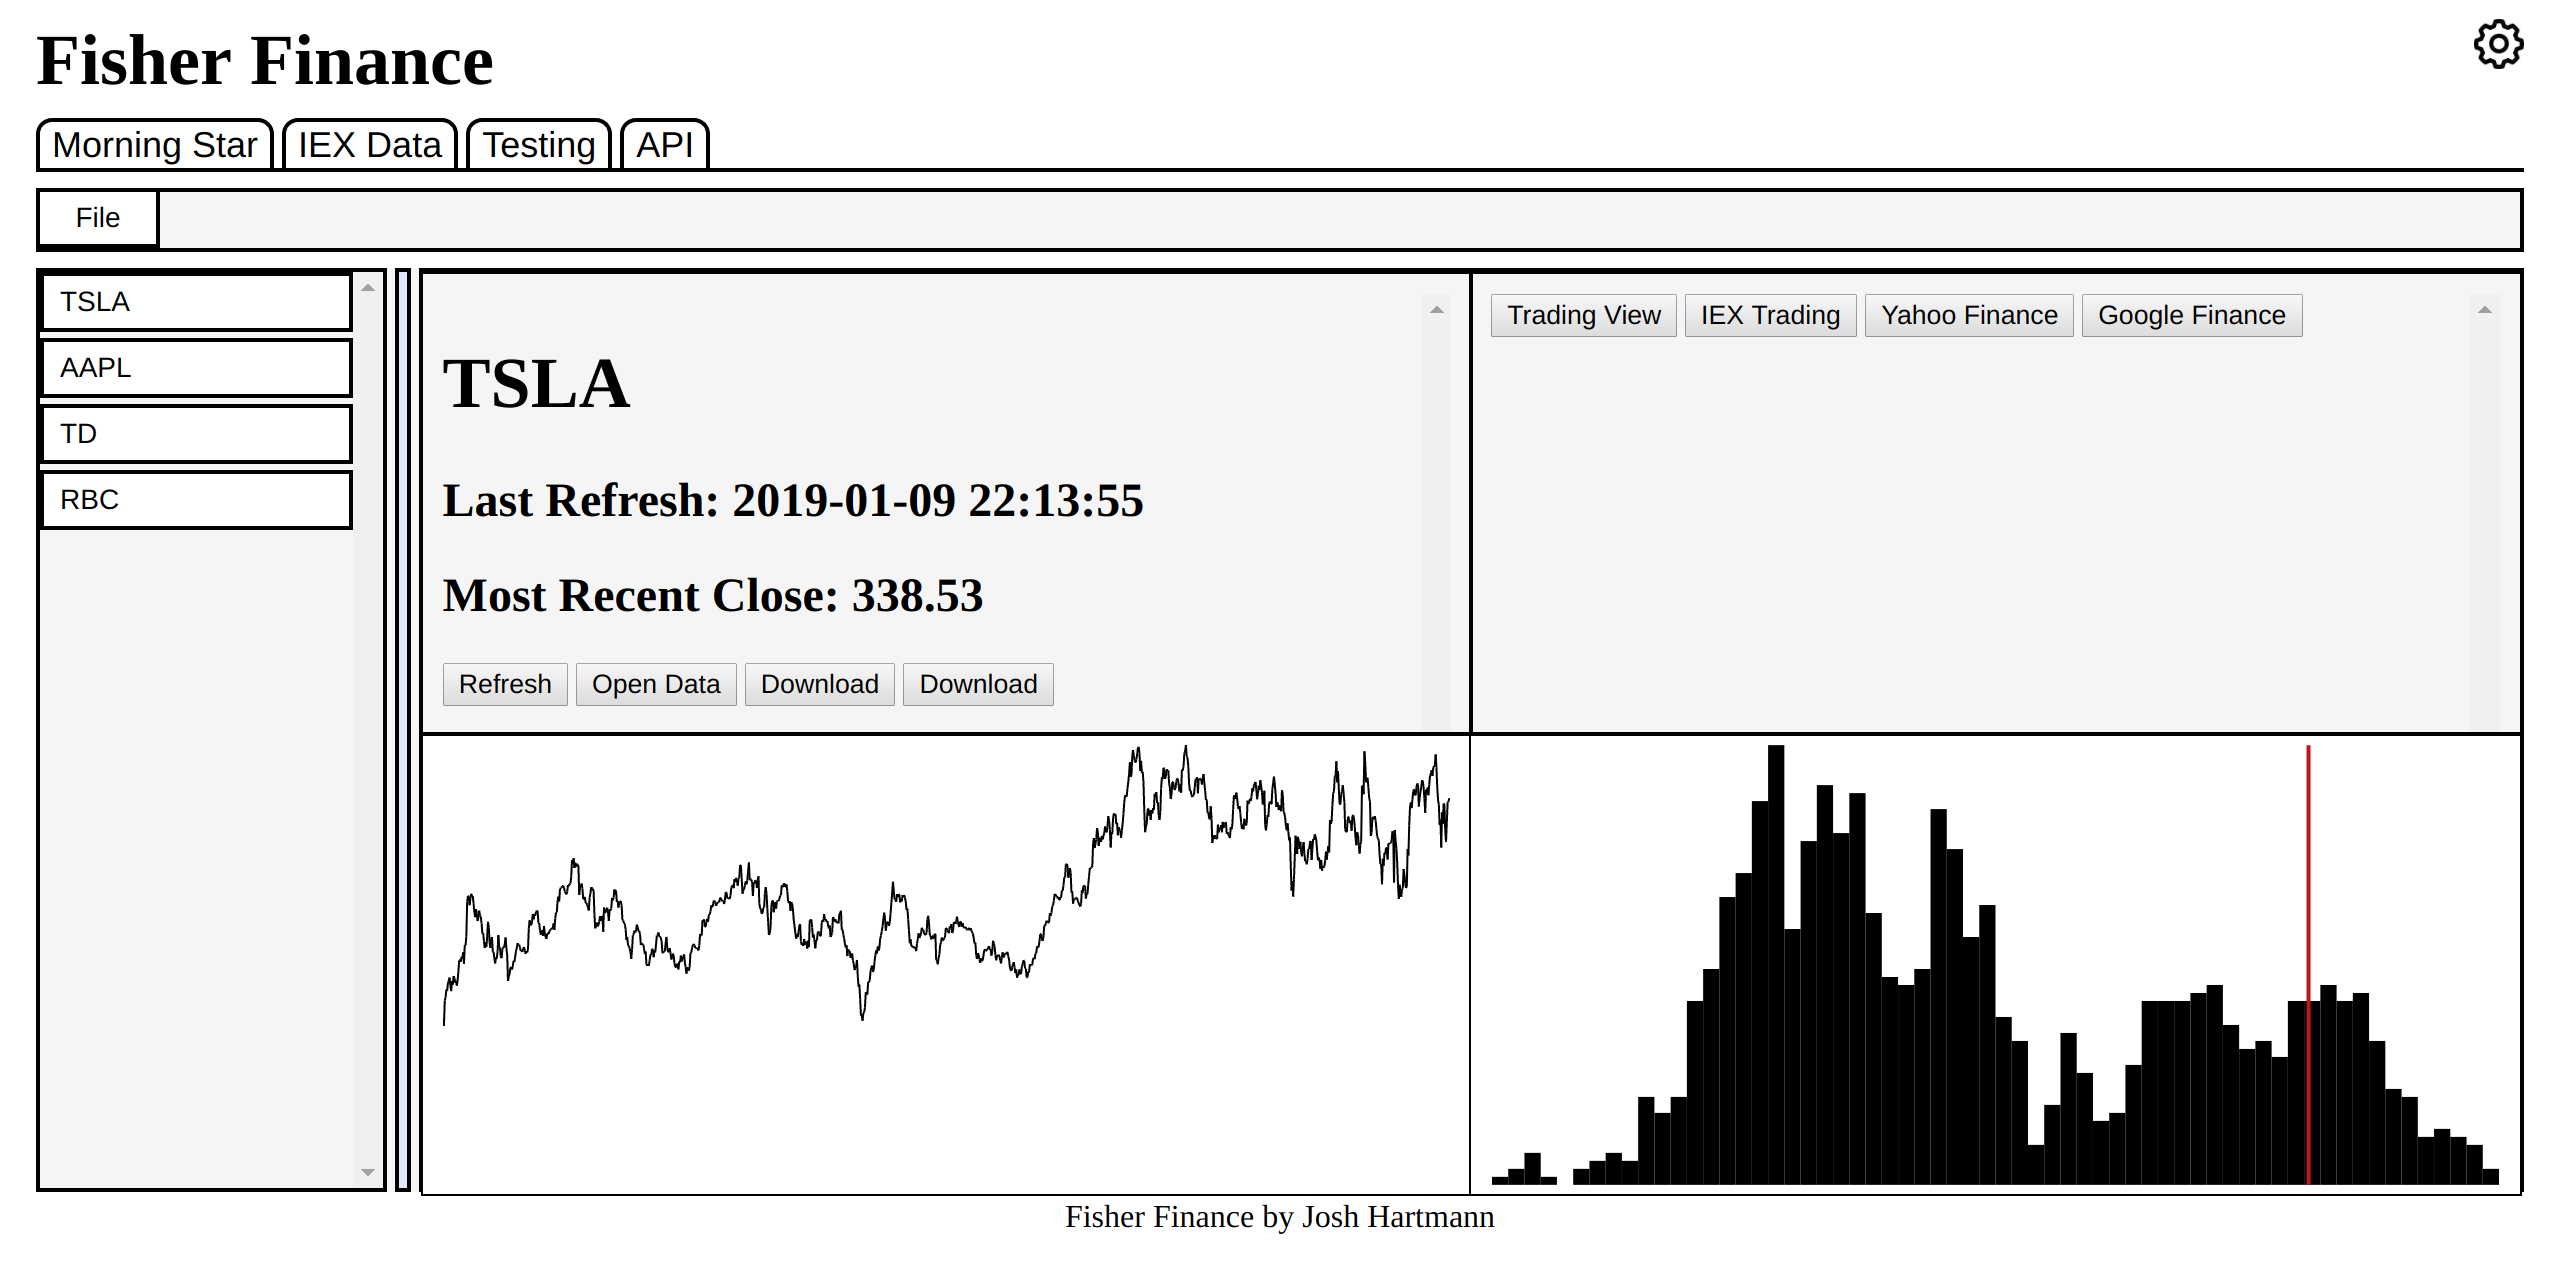 Fisher Finance
Morning Star IEX Data Testing API
File
TSLA
AAPL
TD
RBC
TSLA
Last Refresh: 2019-01-09 22:13:55
Most Recent Close: 338.53
Refresh Open Data Download Download
Trading View IEX Trading Yahoo Finance Google Finance
Fisher Finance by Josh Hartmann